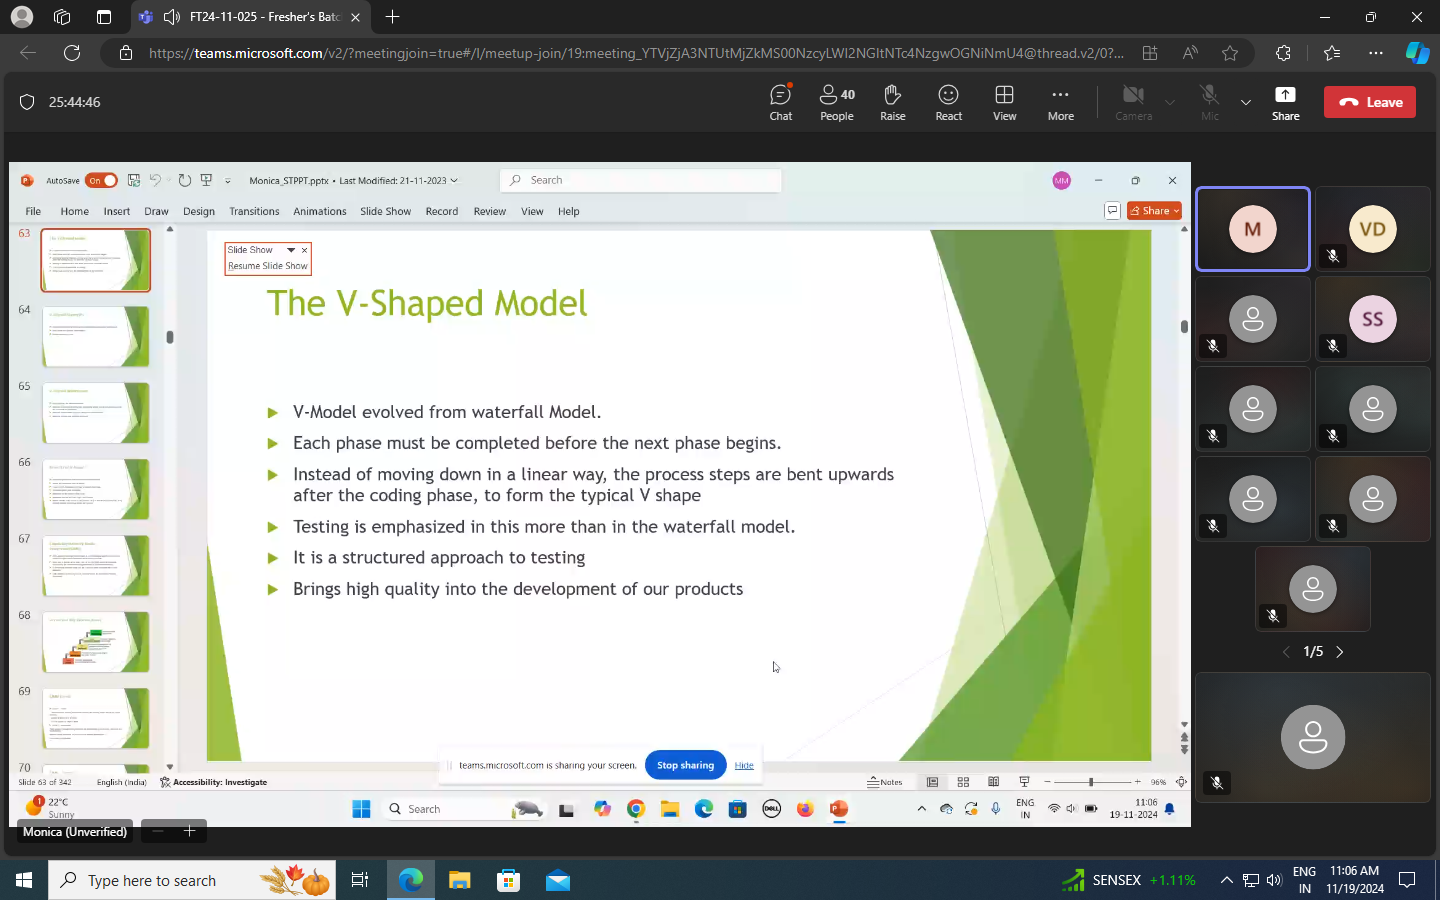 FT24-11-025 - Fresher's Batc
https://teams.microsoft.com/v2/?meetingjoin=true#/l/meetup-join/19:meeting_YTVjZjA3NTUtMjZkMS00NzcyLWI2NGItNTc4NzgwOGNiNmU4@thread.v2/0?...
25:44:46
Chat
40
People
Raise
React
View
More
Camera
Mic
Share
Leave
AutoSave On
Monica_STPPT.pptx • Last Modified: 21-11-2023
Search
MM
File Home Insert Draw Design Transitions Animations Slide Show Record Review View Help
Share
63
64
65
66
67
68
69
70
Slide Show
Resume Slide Show
The V-Shaped Model
V-Model evolved from waterfall Model.
Each phase must be completed before the next phase begins.
Instead of moving down in a linear way, the process steps are bent upwards
after the coding phase, to form the typical V shape
Testing is emphasized in this more than in the waterfall model.
It is a structured approach to testing
Brings high quality into the development of our products
M
VD
SS
1/5
teams.microsoft.com is sharing your screen.
Stop sharing
Hide
Slide 63 of 342
English (India)
Accessibility: Investigate
Notes
96%
1
22°C
Sunny
Search
DELL
ENG
IN
11:06
19-11-2024
Monica (Unverified)
Type here to search
SENSEX +1.11%
ENG
IN
11:06 AM
11/19/2024